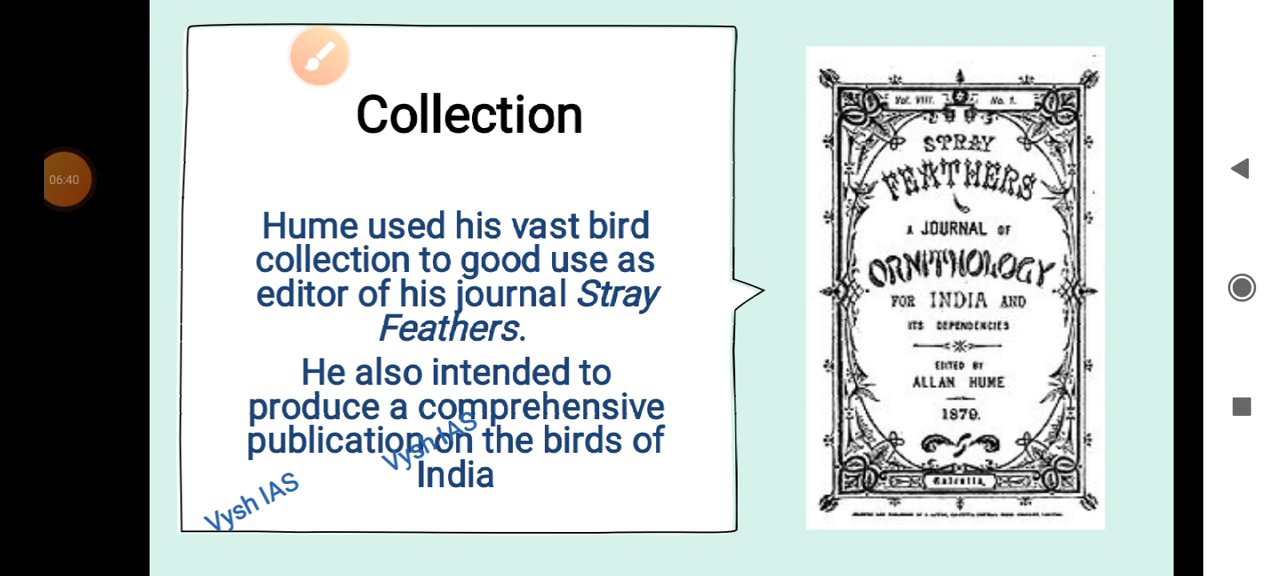 06:40
Collection
Hume used his vast bird
collection to good use as
editor of his journal Stray
Feathers.
He also intended to
produce a comprehensive
publication on the birds of
India
Vysh IAS
Vysh IAS
Vol. VIII. No. 1.
STRAY
FEATHERS
A JOURNAL OF
ORNITHOLOGY
FOR INDIA AND
ITS DEPENDENCIES
EDITED BY
ALLAN HUME
1879.
Calcutta,